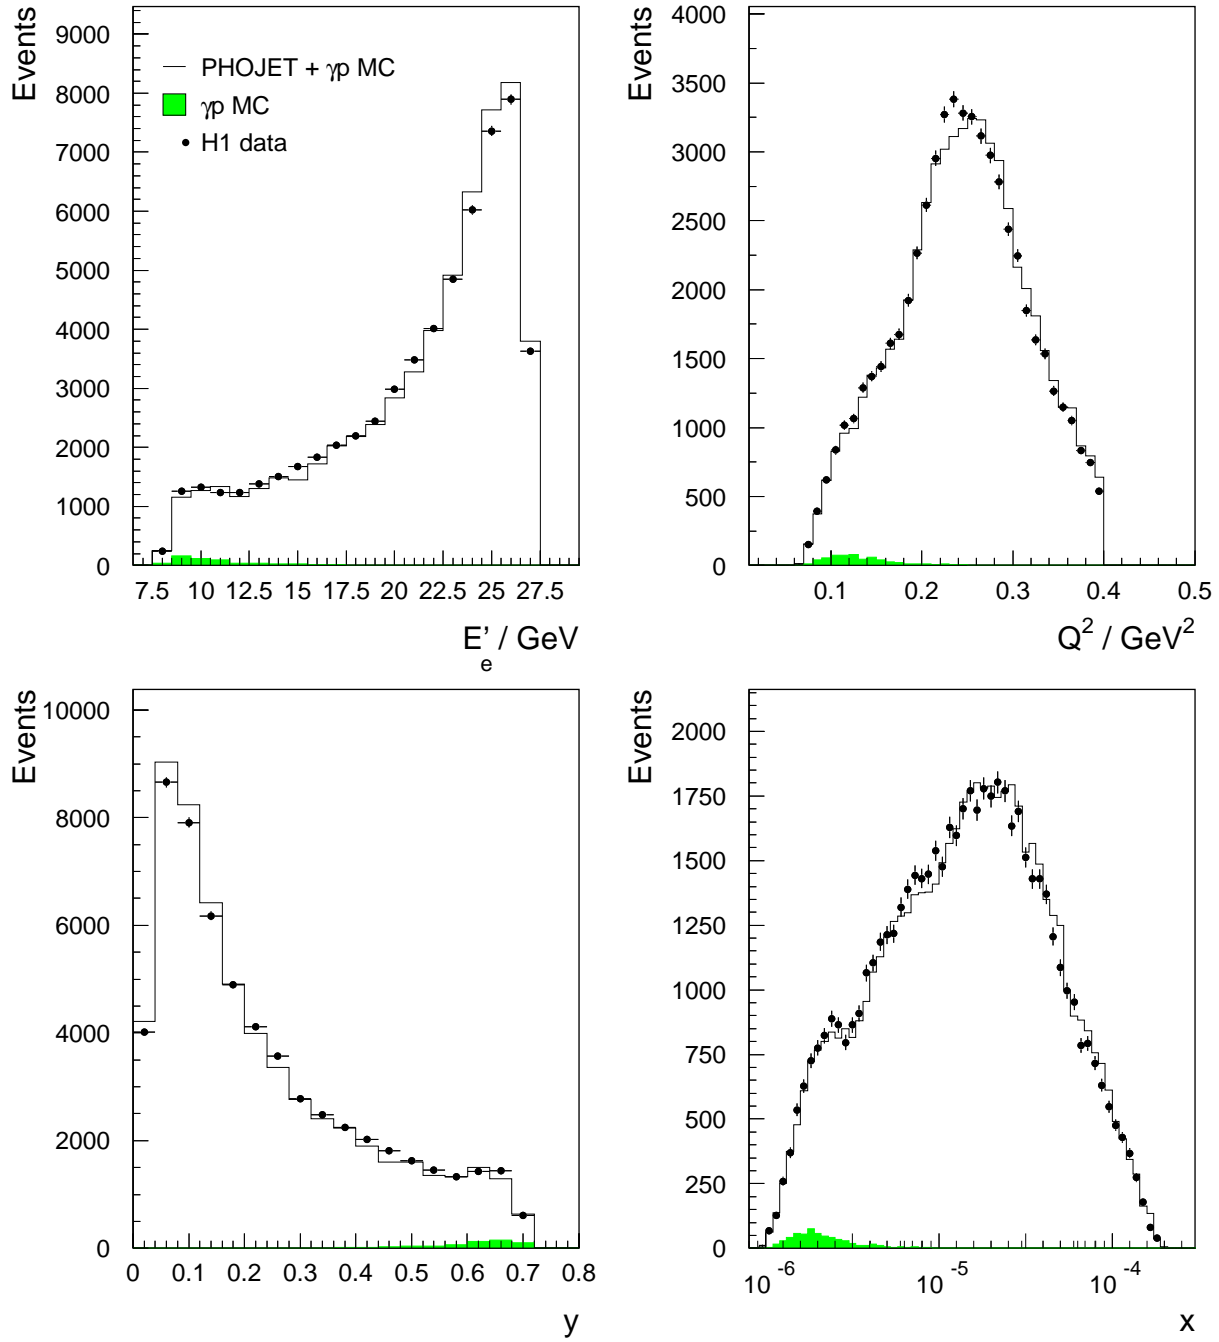 Events
9000
8000
7000
6000
5000
4000
3000
2000
1000
0
PHOJET + γp MC
γp MC
H1 data
7.5 10 12.5 15 17.5 20 22.5 25 27.5
E'e / GeV
Events
4000
3500
3000
2500
2000
1500
1000
500
0
0.1 0.2 0.3 0.4 0.5
Q² / GeV²
Events
10000
8000
6000
4000
2000
0
0 0.1 0.2 0.3 0.4 0.5 0.6 0.7 0.8
y
Events
2000
1750
1500
1250
1000
750
500
250
0
10⁻⁶ 10⁻⁵ 10⁻⁴
x